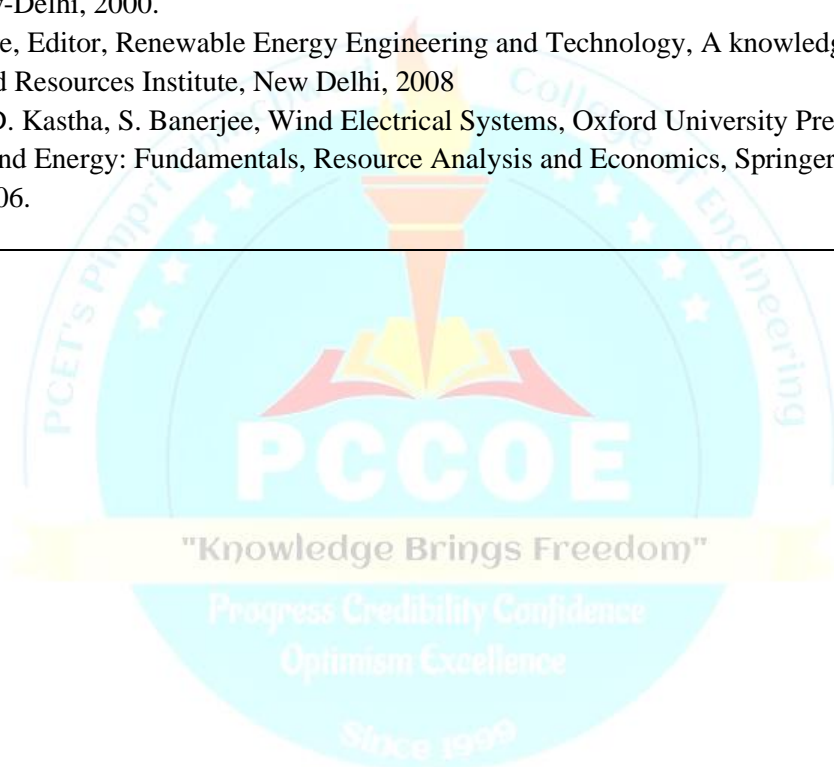 -Delhi, 2000.
e, Editor, Renewable Energy Engineering and Technology, A knowledg
d Resources Institute, New Delhi, 2008
D. Kastha, S. Banerjee, Wind Electrical Systems, Oxford University Pre
nd Energy: Fundamentals, Resource Analysis and Economics, Springer
06.
PCET's Pimpri Chinchwad College of Engineering
PCCOE
"Knowledge Brings Freedom"
Progress Credibility Confidence
Optimism Excellence
Since 1999